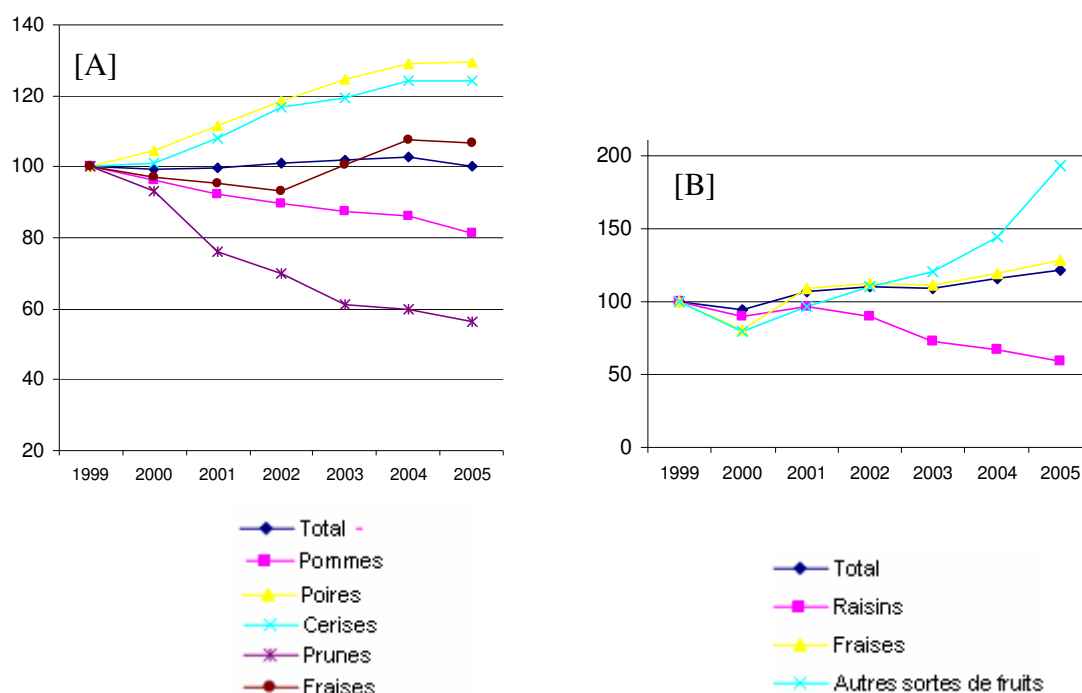 140
[A]
120
100
80
60
40
20
1999 2000 2001 2002 2003 2004 2005
Total -
Pommes
Poires
Cerises
Prunes
Fraises
200
[B]
150
100
50
0
1999 2000 2001 2002 2003 2004 2005
Total
Raisins
Fraises
Autres sortes de fruits